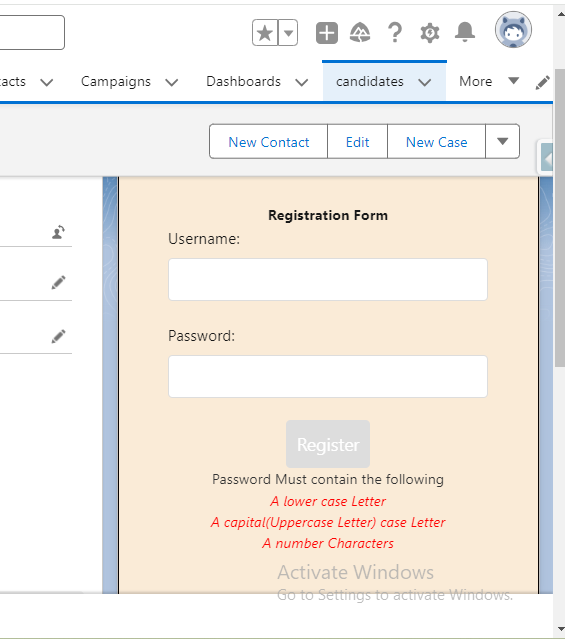 acts Campaigns Dashboards candidates More
New Contact Edit New Case
Registration Form
Username:
Password:
Register
Password Must contain the following
A lower case Letter
A capital(Uppercase Letter) case Letter
A number Characters
Activate Windows
Go to Settings to activate Windows.